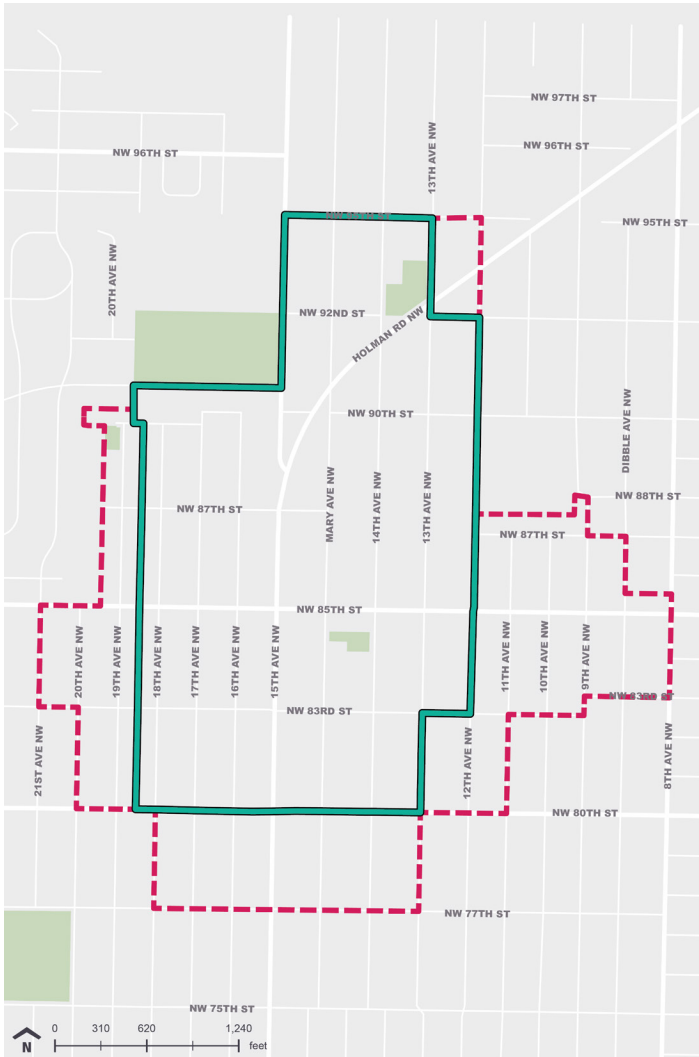 NW 97TH ST
NW 96TH ST
NW 96TH ST
13TH AVE NW
NW 95TH ST
20TH AVE NW
NW 92ND ST
HOLMAN RD NW
NW 90TH ST
DIBBLE AVE NW
MARY AVE NW
14TH AVE NW
13TH AVE NW
NW 88TH ST
NW 87TH ST
NW 87TH ST
NW 85TH ST
20TH AVE NW
19TH AVE NW
18TH AVE NW
17TH AVE NW
16TH AVE NW
15TH AVE NW
11TH AVE NW
10TH AVE NW
9TH AVE NW
NW 83RD ST
NW 83RD ST
21ST AVE NW
12TH AVE NW
8TH AVE NW
NW 80TH ST
NW 77TH ST
NW 75TH ST
N
0 310 620 1,240
feet